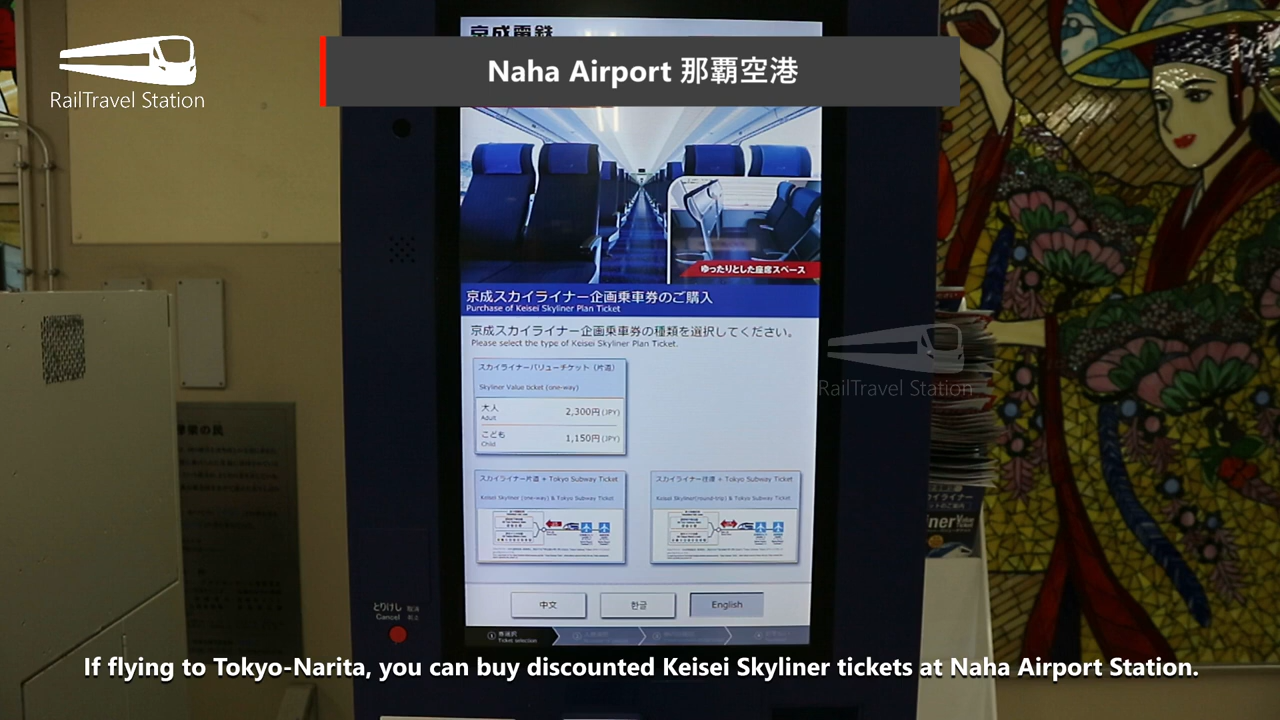 RailTravel Station
Naha Airport 那覇空港
京成電鉄
ゆったりとした座席スペース
京成スカイライナー企画乗車券のご購入
Purchase of Keisei Skyliner Plan Ticket
京成スカイライナー企画乗車券の種類を選択してください。
Please select the type of Keisei Skyliner Plan Ticket.
スカイライナーバリューチケット (片道)
Skyliner Value ticket (one-way)
大人
Adult
2,300円(JPY)
こども
Child
1,150円(JPY)
RailTravel Station
スカイライナー片道 + Tokyo Subway Ticket
Keisei Skyliner (one-way) & Tokyo Subway Ticket
スカイライナー往復 + Tokyo Subway Ticket
Keisei Skyliner(round-trip) & Tokyo Subway Ticket
中文
한글
English
とりけし 取消
Cancel 취소
① 券選択
Ticket selection
If flying to Tokyo-Narita, you can buy discounted Keisei Skyliner tickets at Naha Airport Station.